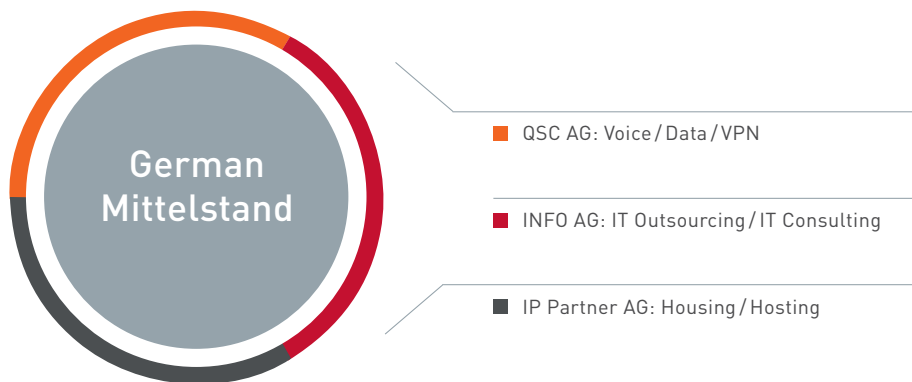 German
Mittelstand
QSC AG: Voice / Data / VPN
INFO AG: IT Outsourcing / IT Consulting
IP Partner AG: Housing / Hosting